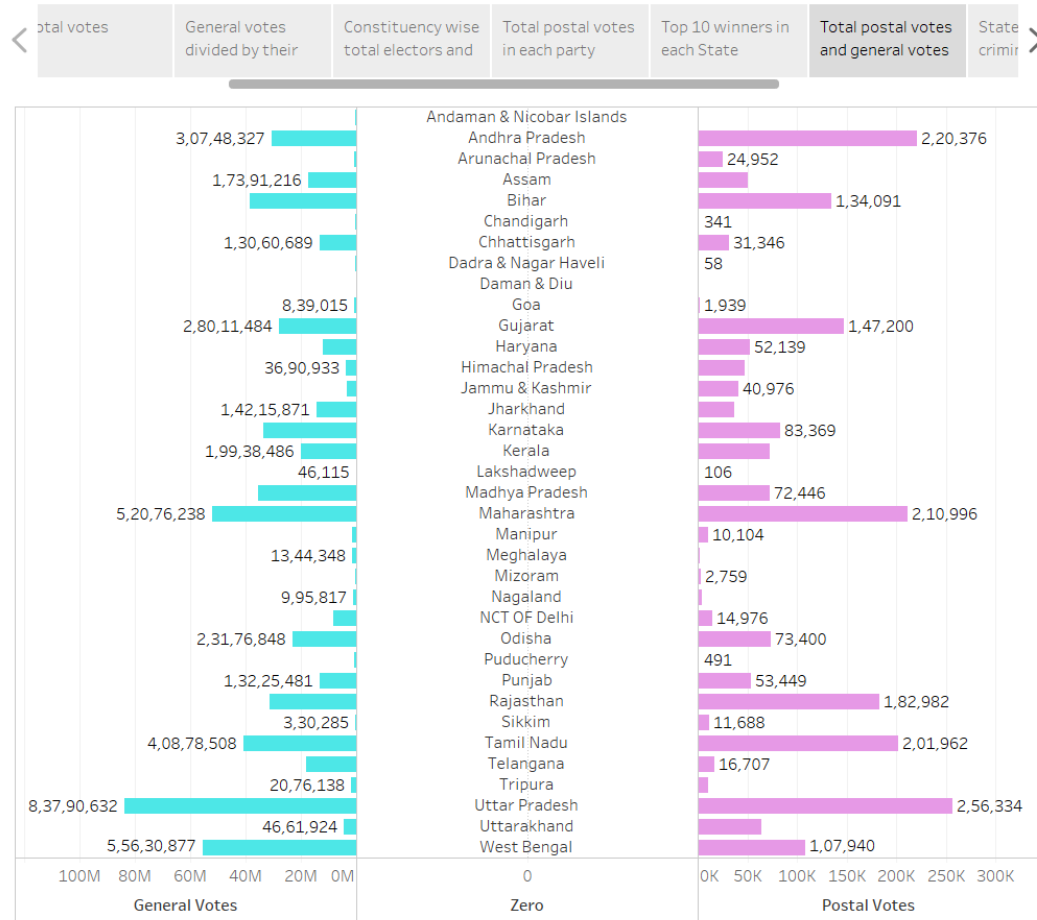 otal votes
General votes
divided by their
Constituency wise
total electors and
Total postal votes
in each party
Top 10 winners in
each State
Total postal votes
and general votes
State
crimin
Andaman & Nicobar Islands
3,07,48,327 Andhra Pradesh 2,20,376
Arunachal Pradesh 24,952
1,73,91,216 Assam
Bihar 1,34,091
Chandigarh 341
1,30,60,689 Chhattisgarh 31,346
Dadra & Nagar Haveli 58
Daman & Diu
8,39,015 Goa 1,939
2,80,11,484 Gujarat 1,47,200
Haryana 52,139
36,90,933 Himachal Pradesh
Jammu & Kashmir 40,976
1,42,15,871 Jharkhand
Karnataka 83,369
1,99,38,486 Kerala
46,115 Lakshadweep 106
Madhya Pradesh 72,446
5,20,76,238 Maharashtra 2,10,996
Manipur 10,104
13,44,348 Meghalaya
Mizoram 2,759
9,95,817 Nagaland
NCT OF Delhi 14,976
2,31,76,848 Odisha 73,400
Puducherry 491
1,32,25,481 Punjab 53,449
Rajasthan 1,82,982
3,30,285 Sikkim 11,688
4,08,78,508 Tamil Nadu 2,01,962
Telangana 16,707
20,76,138 Tripura
8,37,90,632 Uttar Pradesh 2,56,334
46,61,924 Uttarakhand
5,56,30,877 West Bengal 1,07,940
100M 80M 60M 40M 20M 0M 0 0K 50K 100K 150K 200K 250K 300K
General Votes Zero Postal Votes